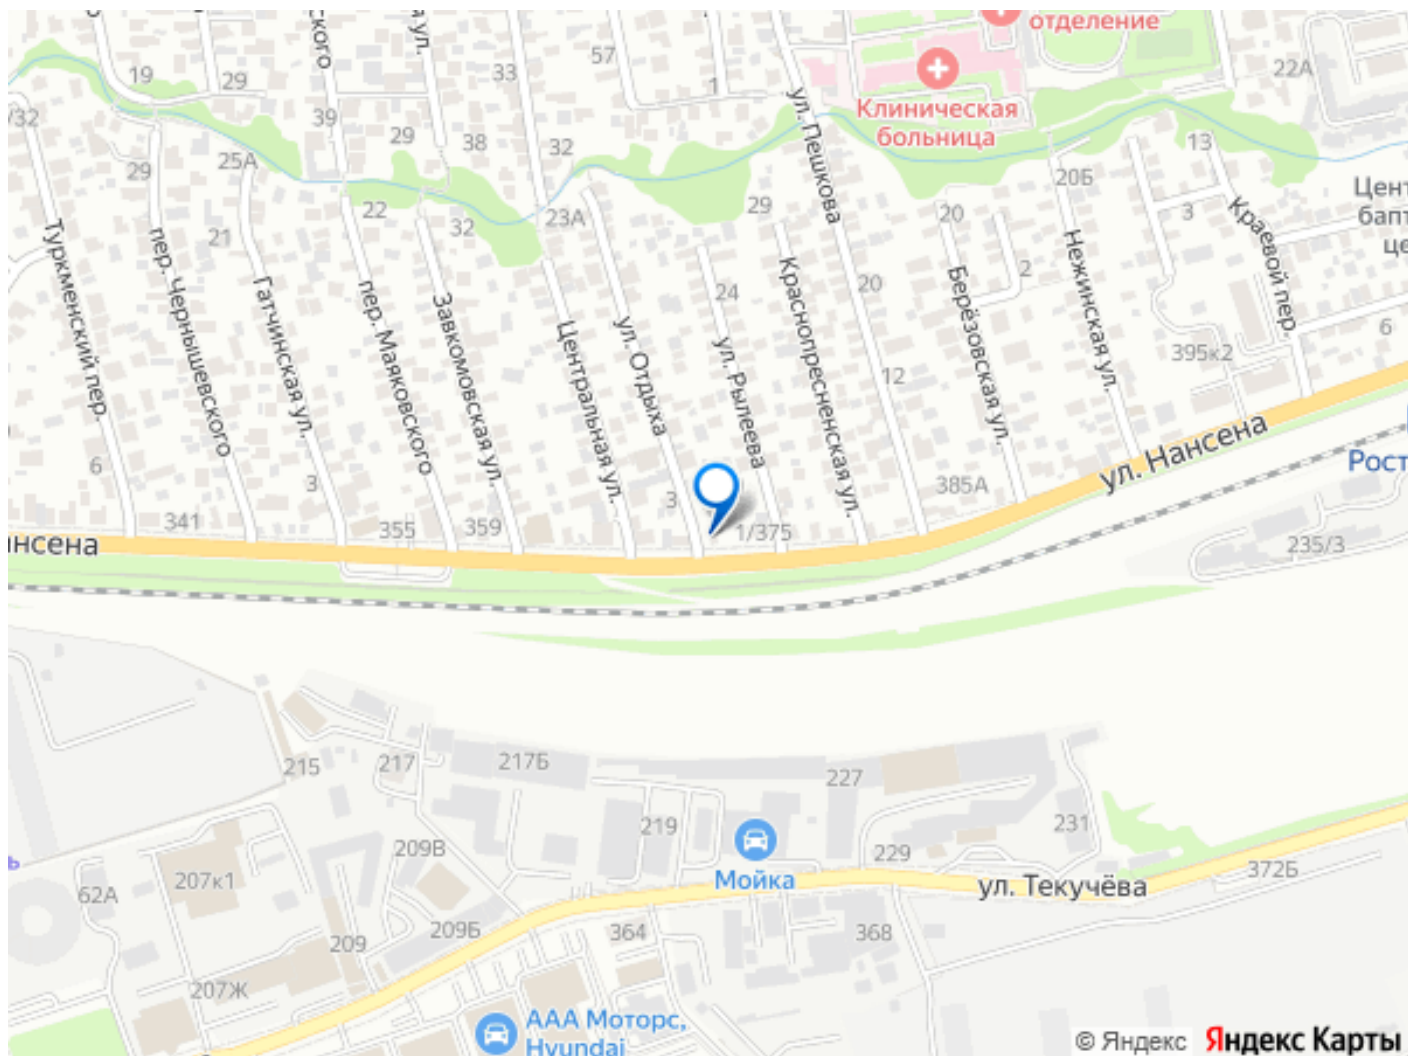 отделение
57
33
19
29
1
22А
ского
ул.
Клиническая
больница
/32
39
29
38
32
ул. Пешкова
3
13
29
25А
20Б
Цент
бапт
це
22
32
23А
29
20
3
Краевой пер.
21
Туркменский пер.
пер. Чернышевского
Гатчинская ул.
пер. Маяковского
Завкомовская ул.
Центральная ул.
ул. Отдыха
24
ул. Рылеева
Краснопресненская ул.
20
2
Берёзовская ул.
Нежинская ул.
395к2
6
12
6
3
3
385А
ул. Нансена
Рост
341
355
359
1/375
235/3
нсена
215
217
217Б
227
219
231
209В
229
Мойка
207к1
62А
ул. Текучёва
372Б
209
209Б
364
368
207Ж
ААА Моторс,
Hyundai
© Яндекс Яндекс Карты